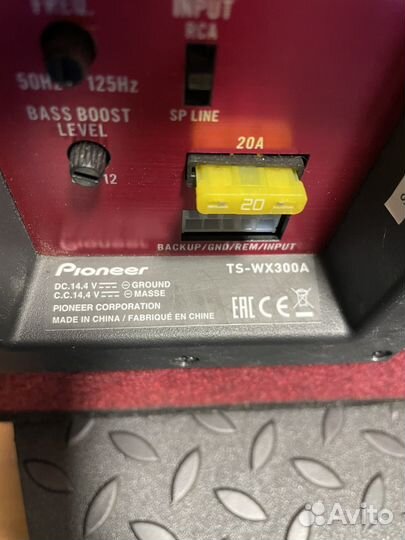 FREQ.
INPUT
RCA
50HZ 125Hz
BASS BOOST
LEVEL
SP LINE
12
20A
20
BACKUP/GND/REM/INPUT
Pioneer
TS-WX300A
DC.14,4 V ⎓ ⊖ GROUND
C.C.14,4 V ⎓ ⊖ MASSE
PIONEER CORPORATION
MADE IN CHINA / FABRIQUÉ EN CHINE
EAC CE
Avito